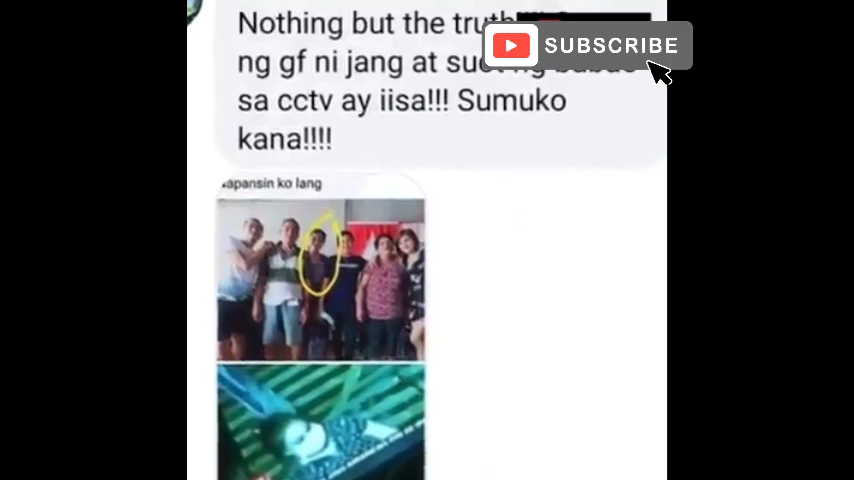 Nothing but the truth!!!!
SUBSCRIBE
ng gf ni jang at suot ng babae
sa cctv ay iisa!!! Sumuko
kana!!!!
apansin ko lang